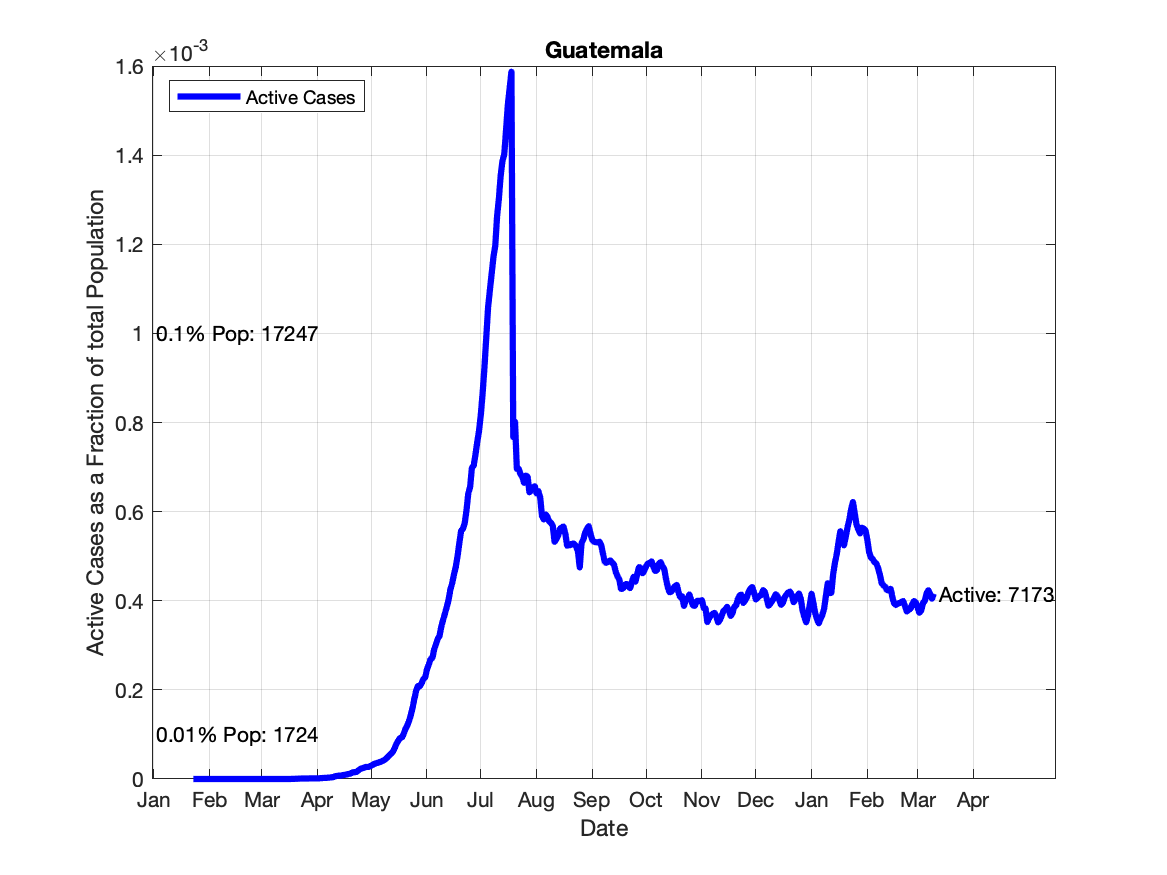 Guatemala
×10-3
1.6
1.4
1.2
1
0.8
0.6
0.4
0.2
0
Active Cases as a Fraction of total Population
Active Cases
0.1% Pop: 17247
0.01% Pop: 1724
Active: 7173
Jan Feb Mar Apr May Jun Jul Aug Sep Oct Nov Dec Jan Feb Mar Apr
Date